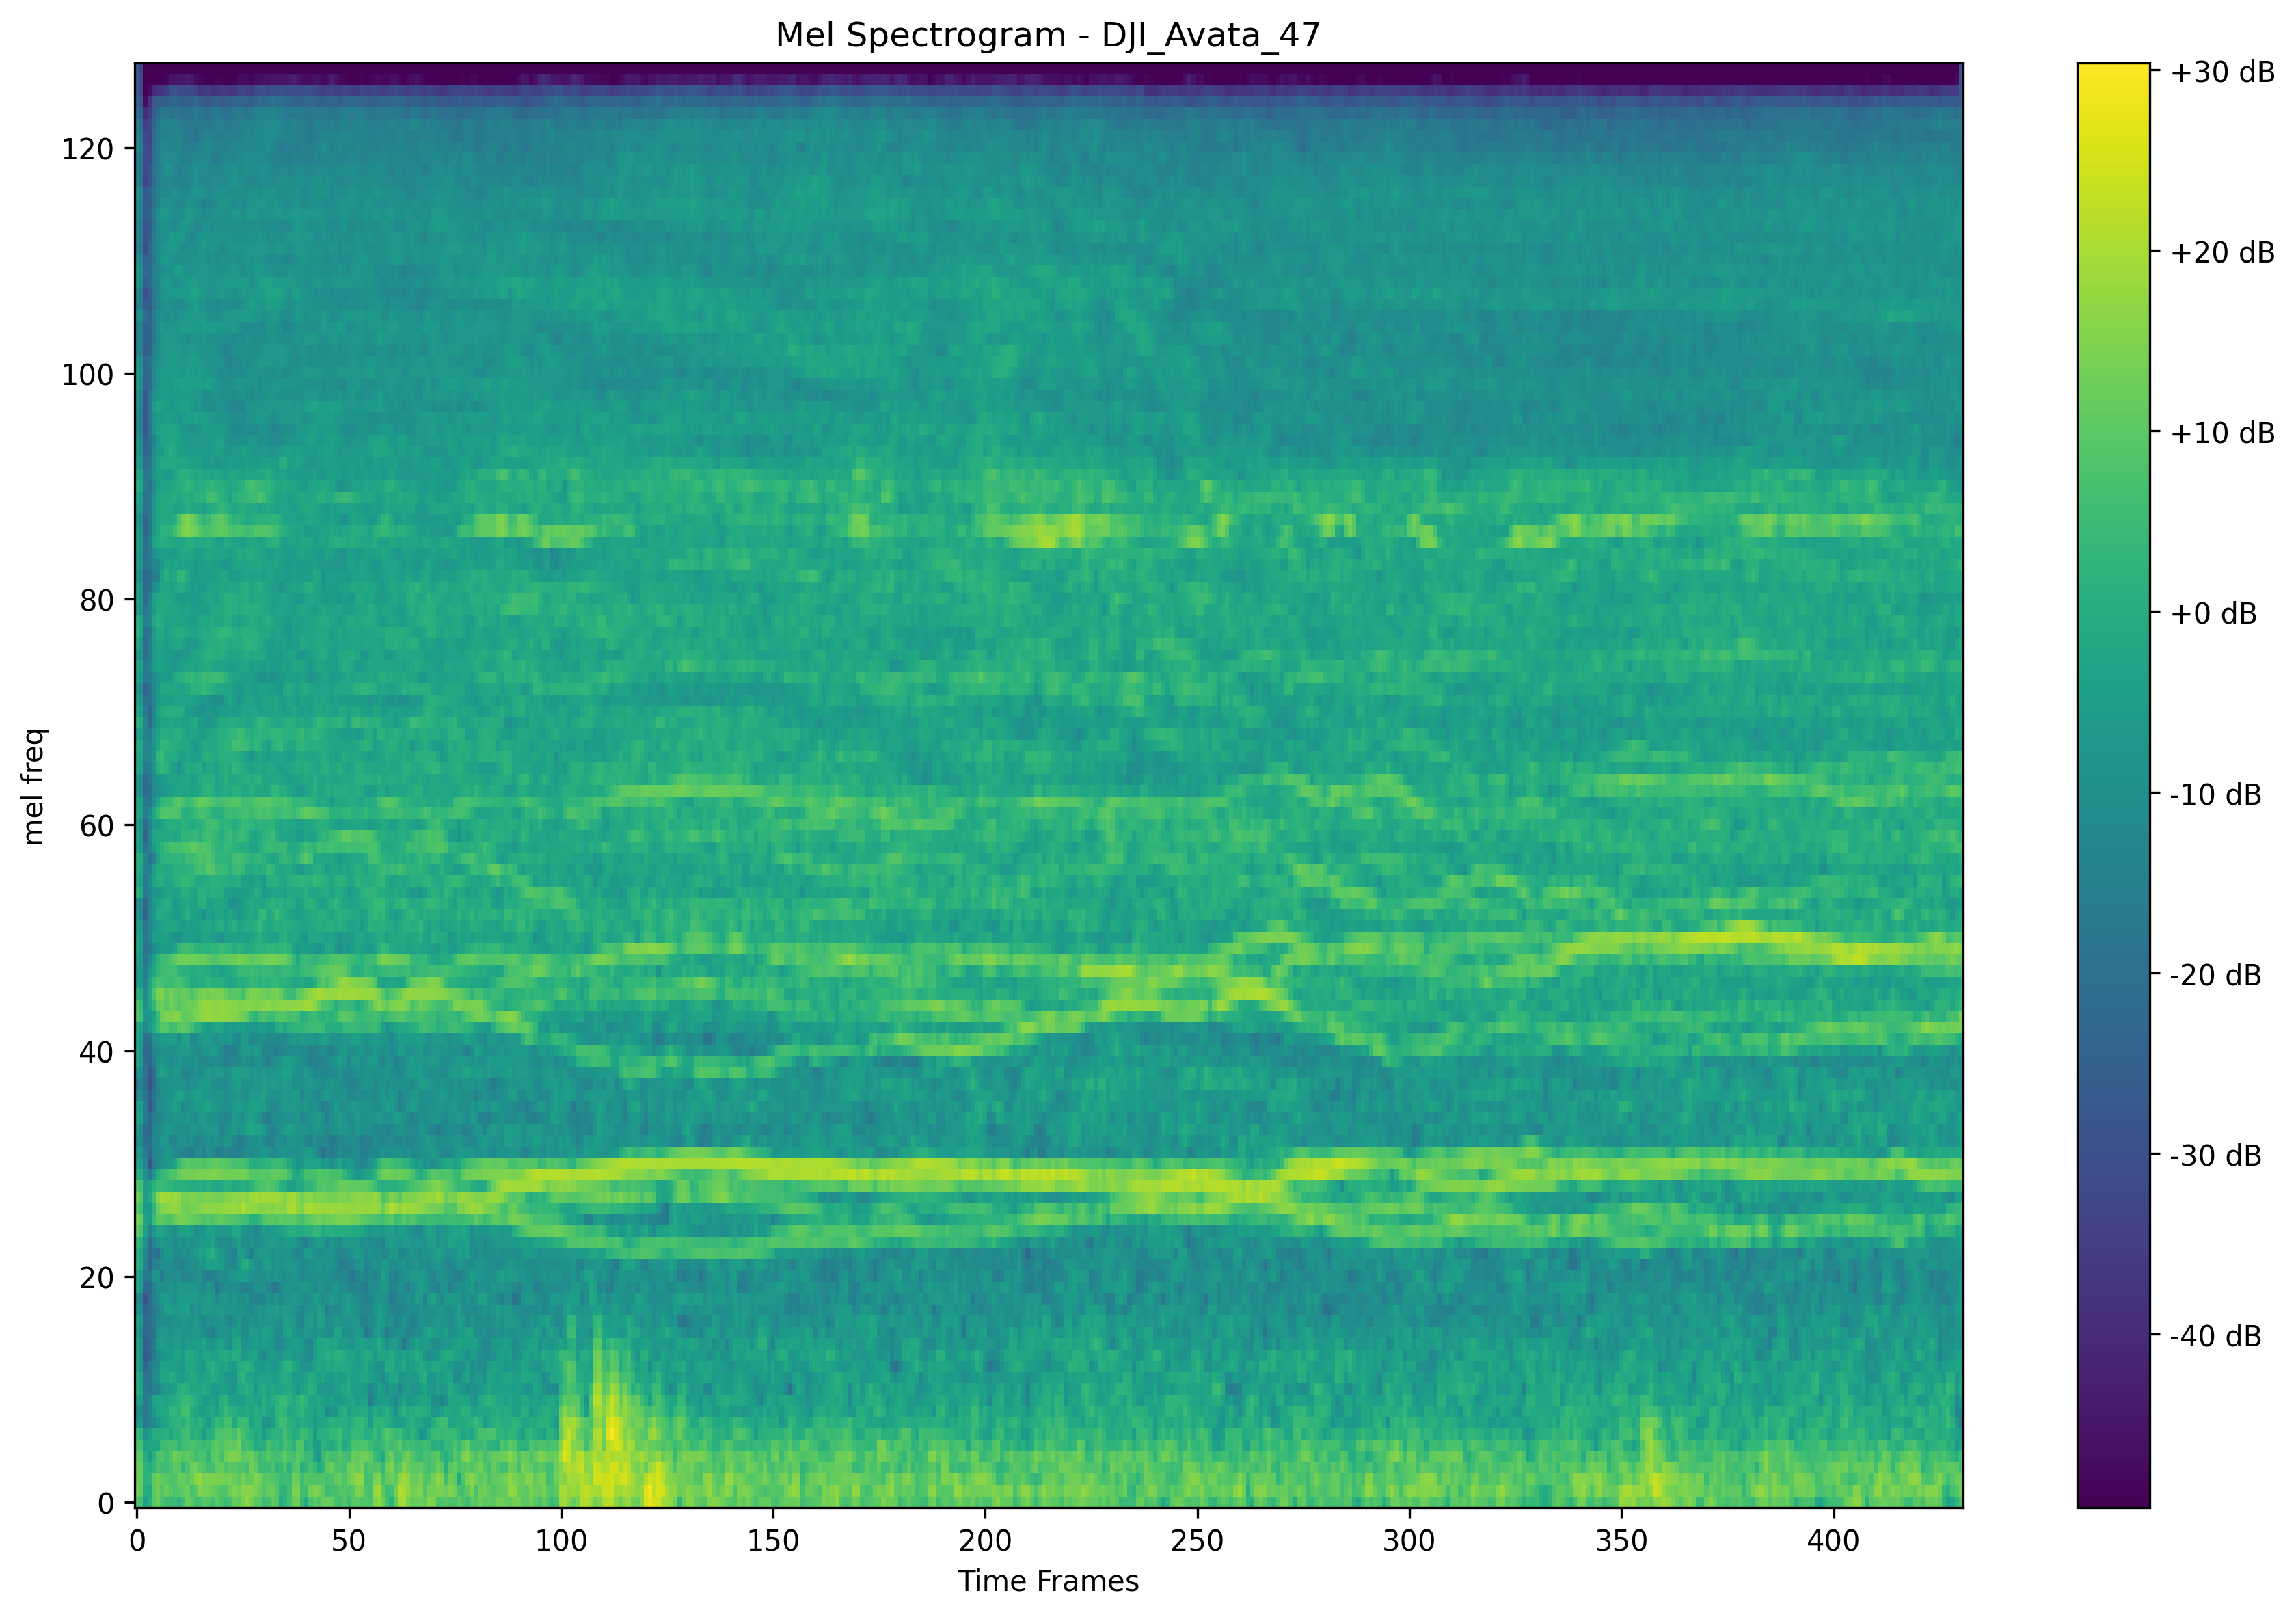 Mel Spectrogram - DJI_Avata_47
mel freq
120
100
80
60
40
20
0
0 50 100 150 200 250 300 350 400
Time Frames
+30 dB
+20 dB
+10 dB
+0 dB
-10 dB
-20 dB
-30 dB
-40 dB